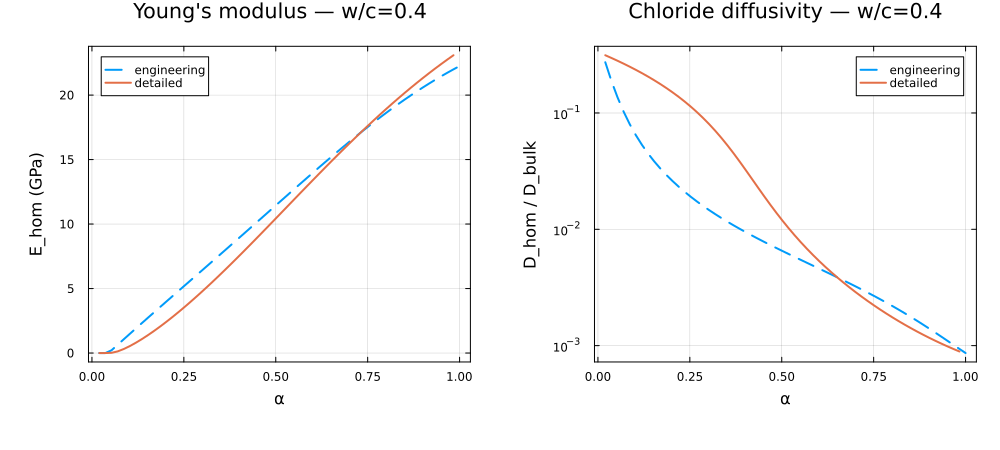 Young's modulus — w/c=0.4
engineering
detailed
20
15
10
5
0
0.00 0.25 0.50 0.75 1.00
E_hom (GPa)
α
Chloride diffusivity — w/c=0.4
engineering
detailed
10⁻¹
10⁻²
10⁻³
0.00 0.25 0.50 0.75 1.00
D_hom / D_bulk
α